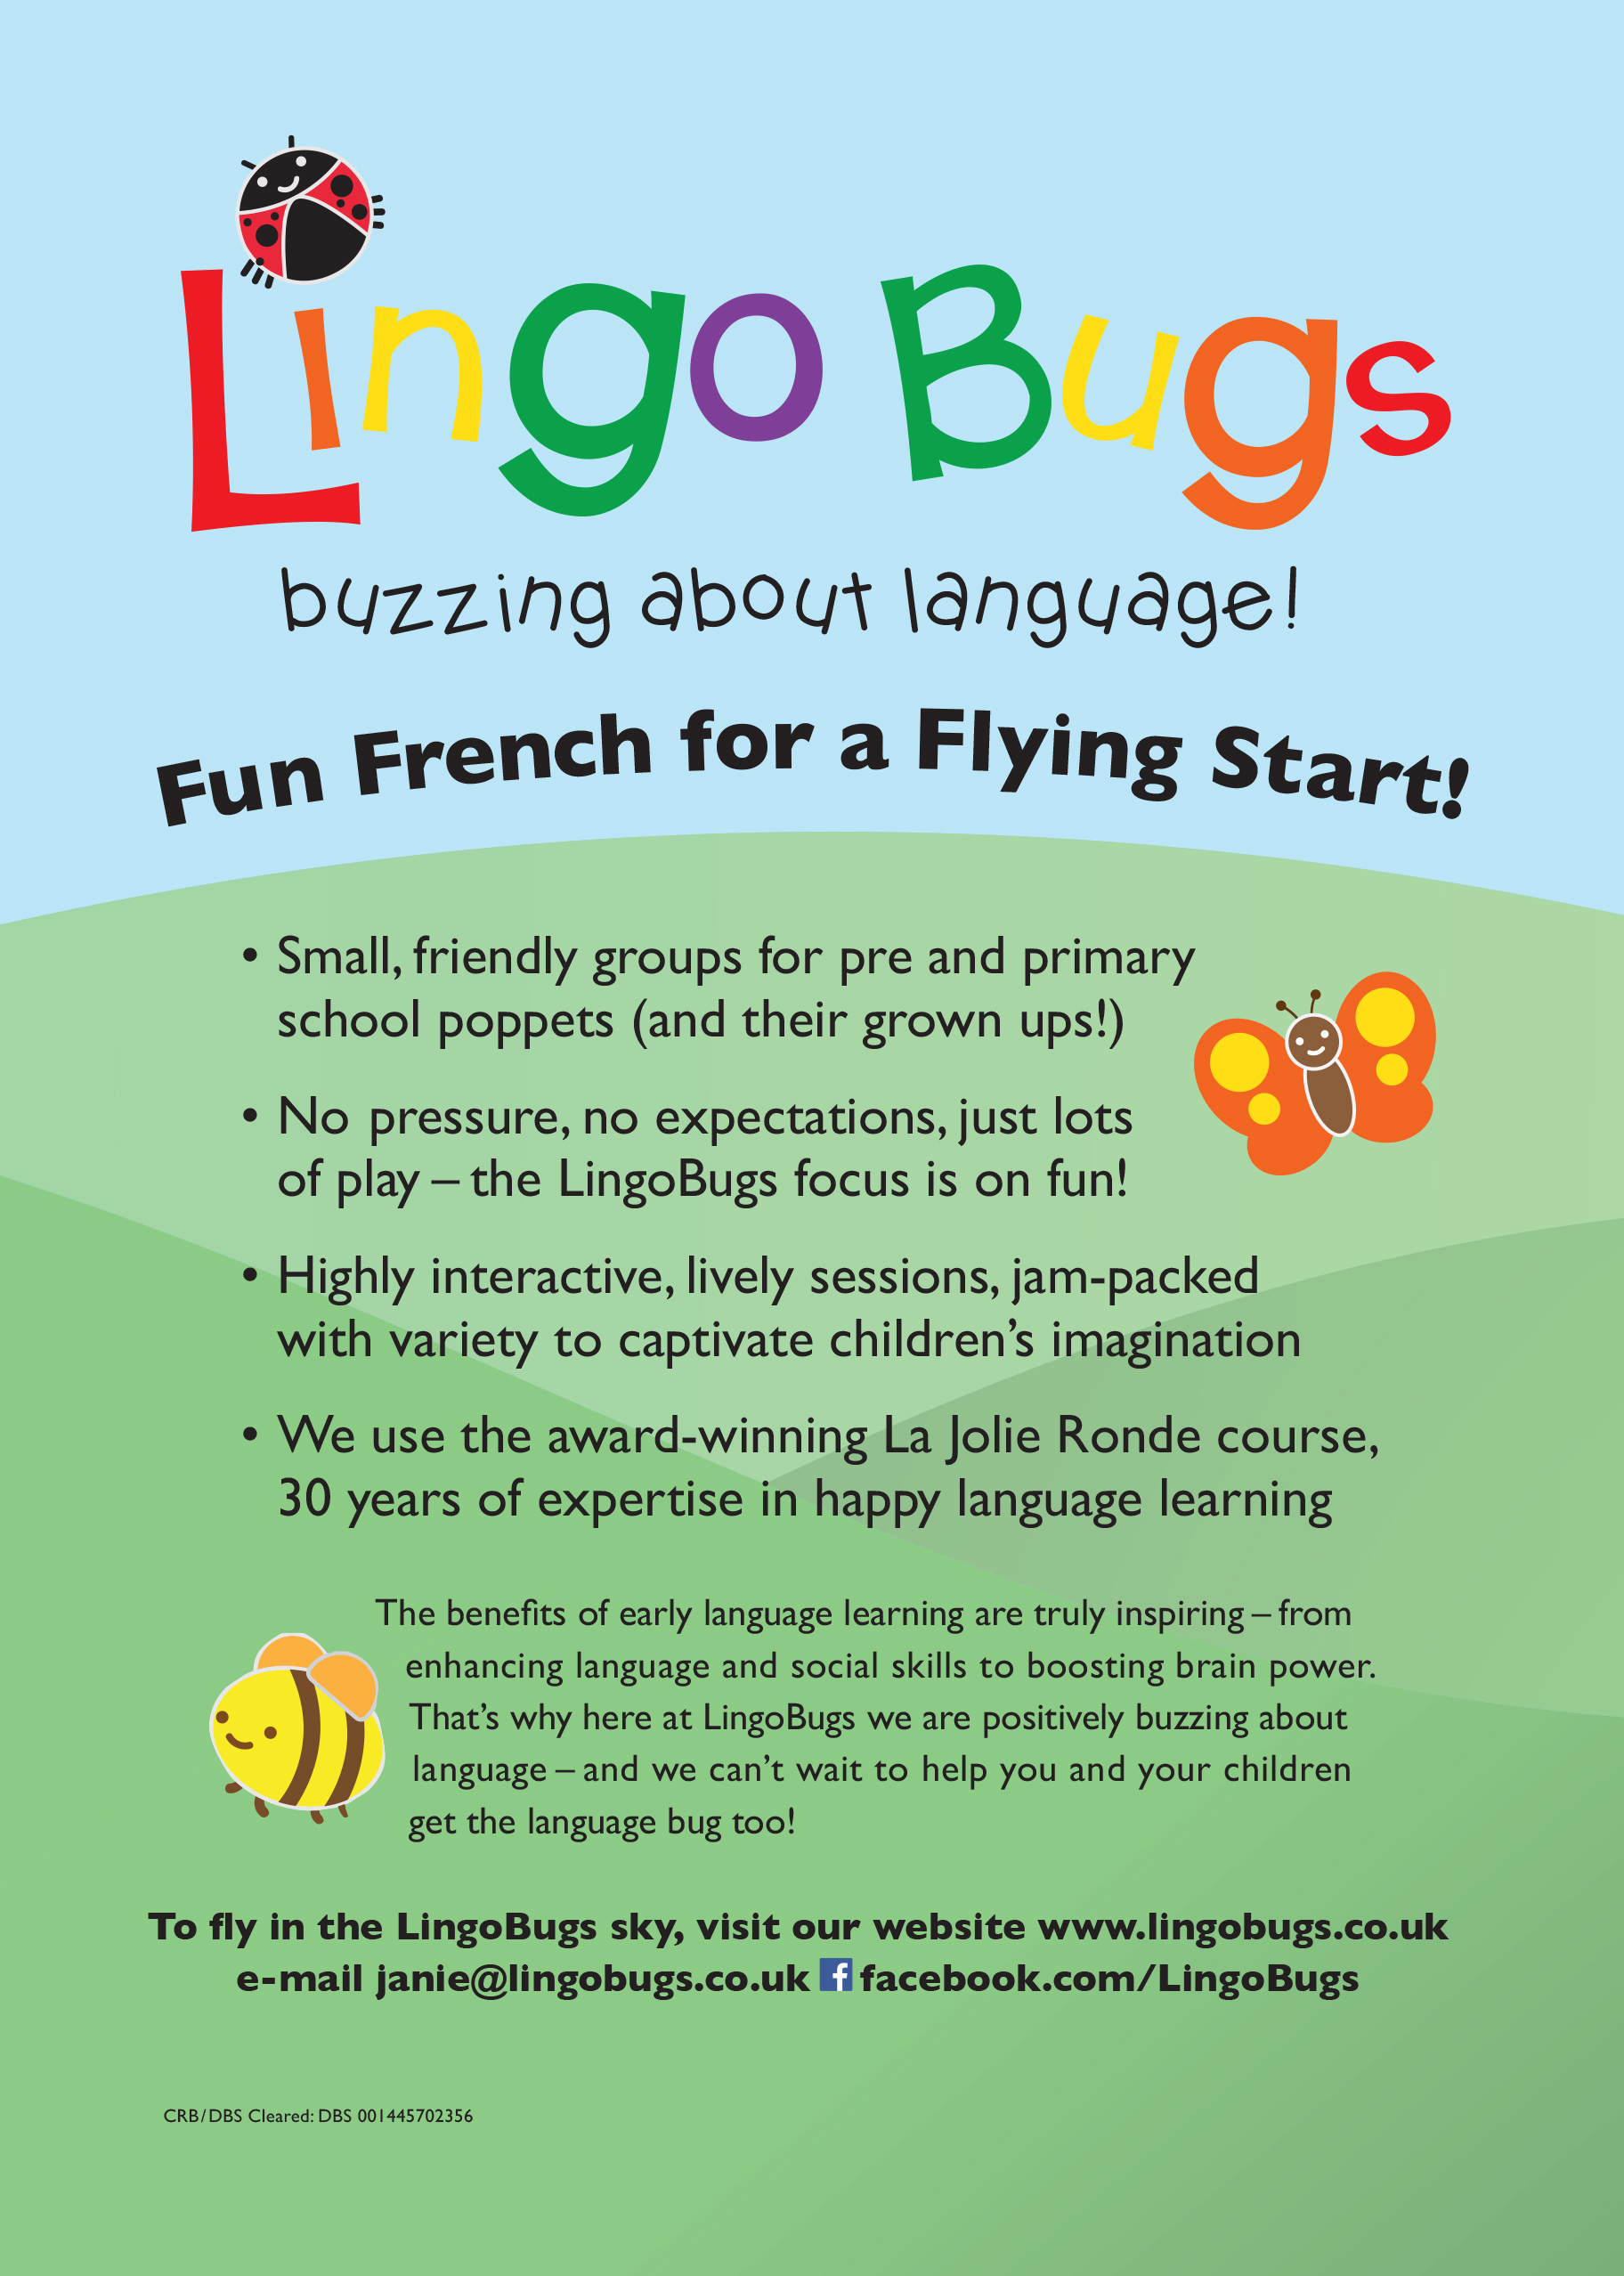 Lingo Bugs
buzzing about language!
Fun French for a Flying Start!
• Small, friendly groups for pre and primary
school poppets (and their grown ups!)
• No pressure, no expectations, just lots
of play – the LingoBugs focus is on fun!
• Highly interactive, lively sessions, jam-packed
with variety to captivate children’s imagination
• We use the award-winning La Jolie Ronde course,
30 years of expertise in happy language learning
The benefits of early language learning are truly inspiring – from
enhancing language and social skills to boosting brain power.
That’s why here at LingoBugs we are positively buzzing about
language – and we can’t wait to help you and your children
get the language bug too!
To fly in the LingoBugs sky, visit our website www.lingobugs.co.uk
e-mail janie@lingobugs.co.uk f facebook.com/LingoBugs
CRB/DBS Cleared: DBS 001445702356